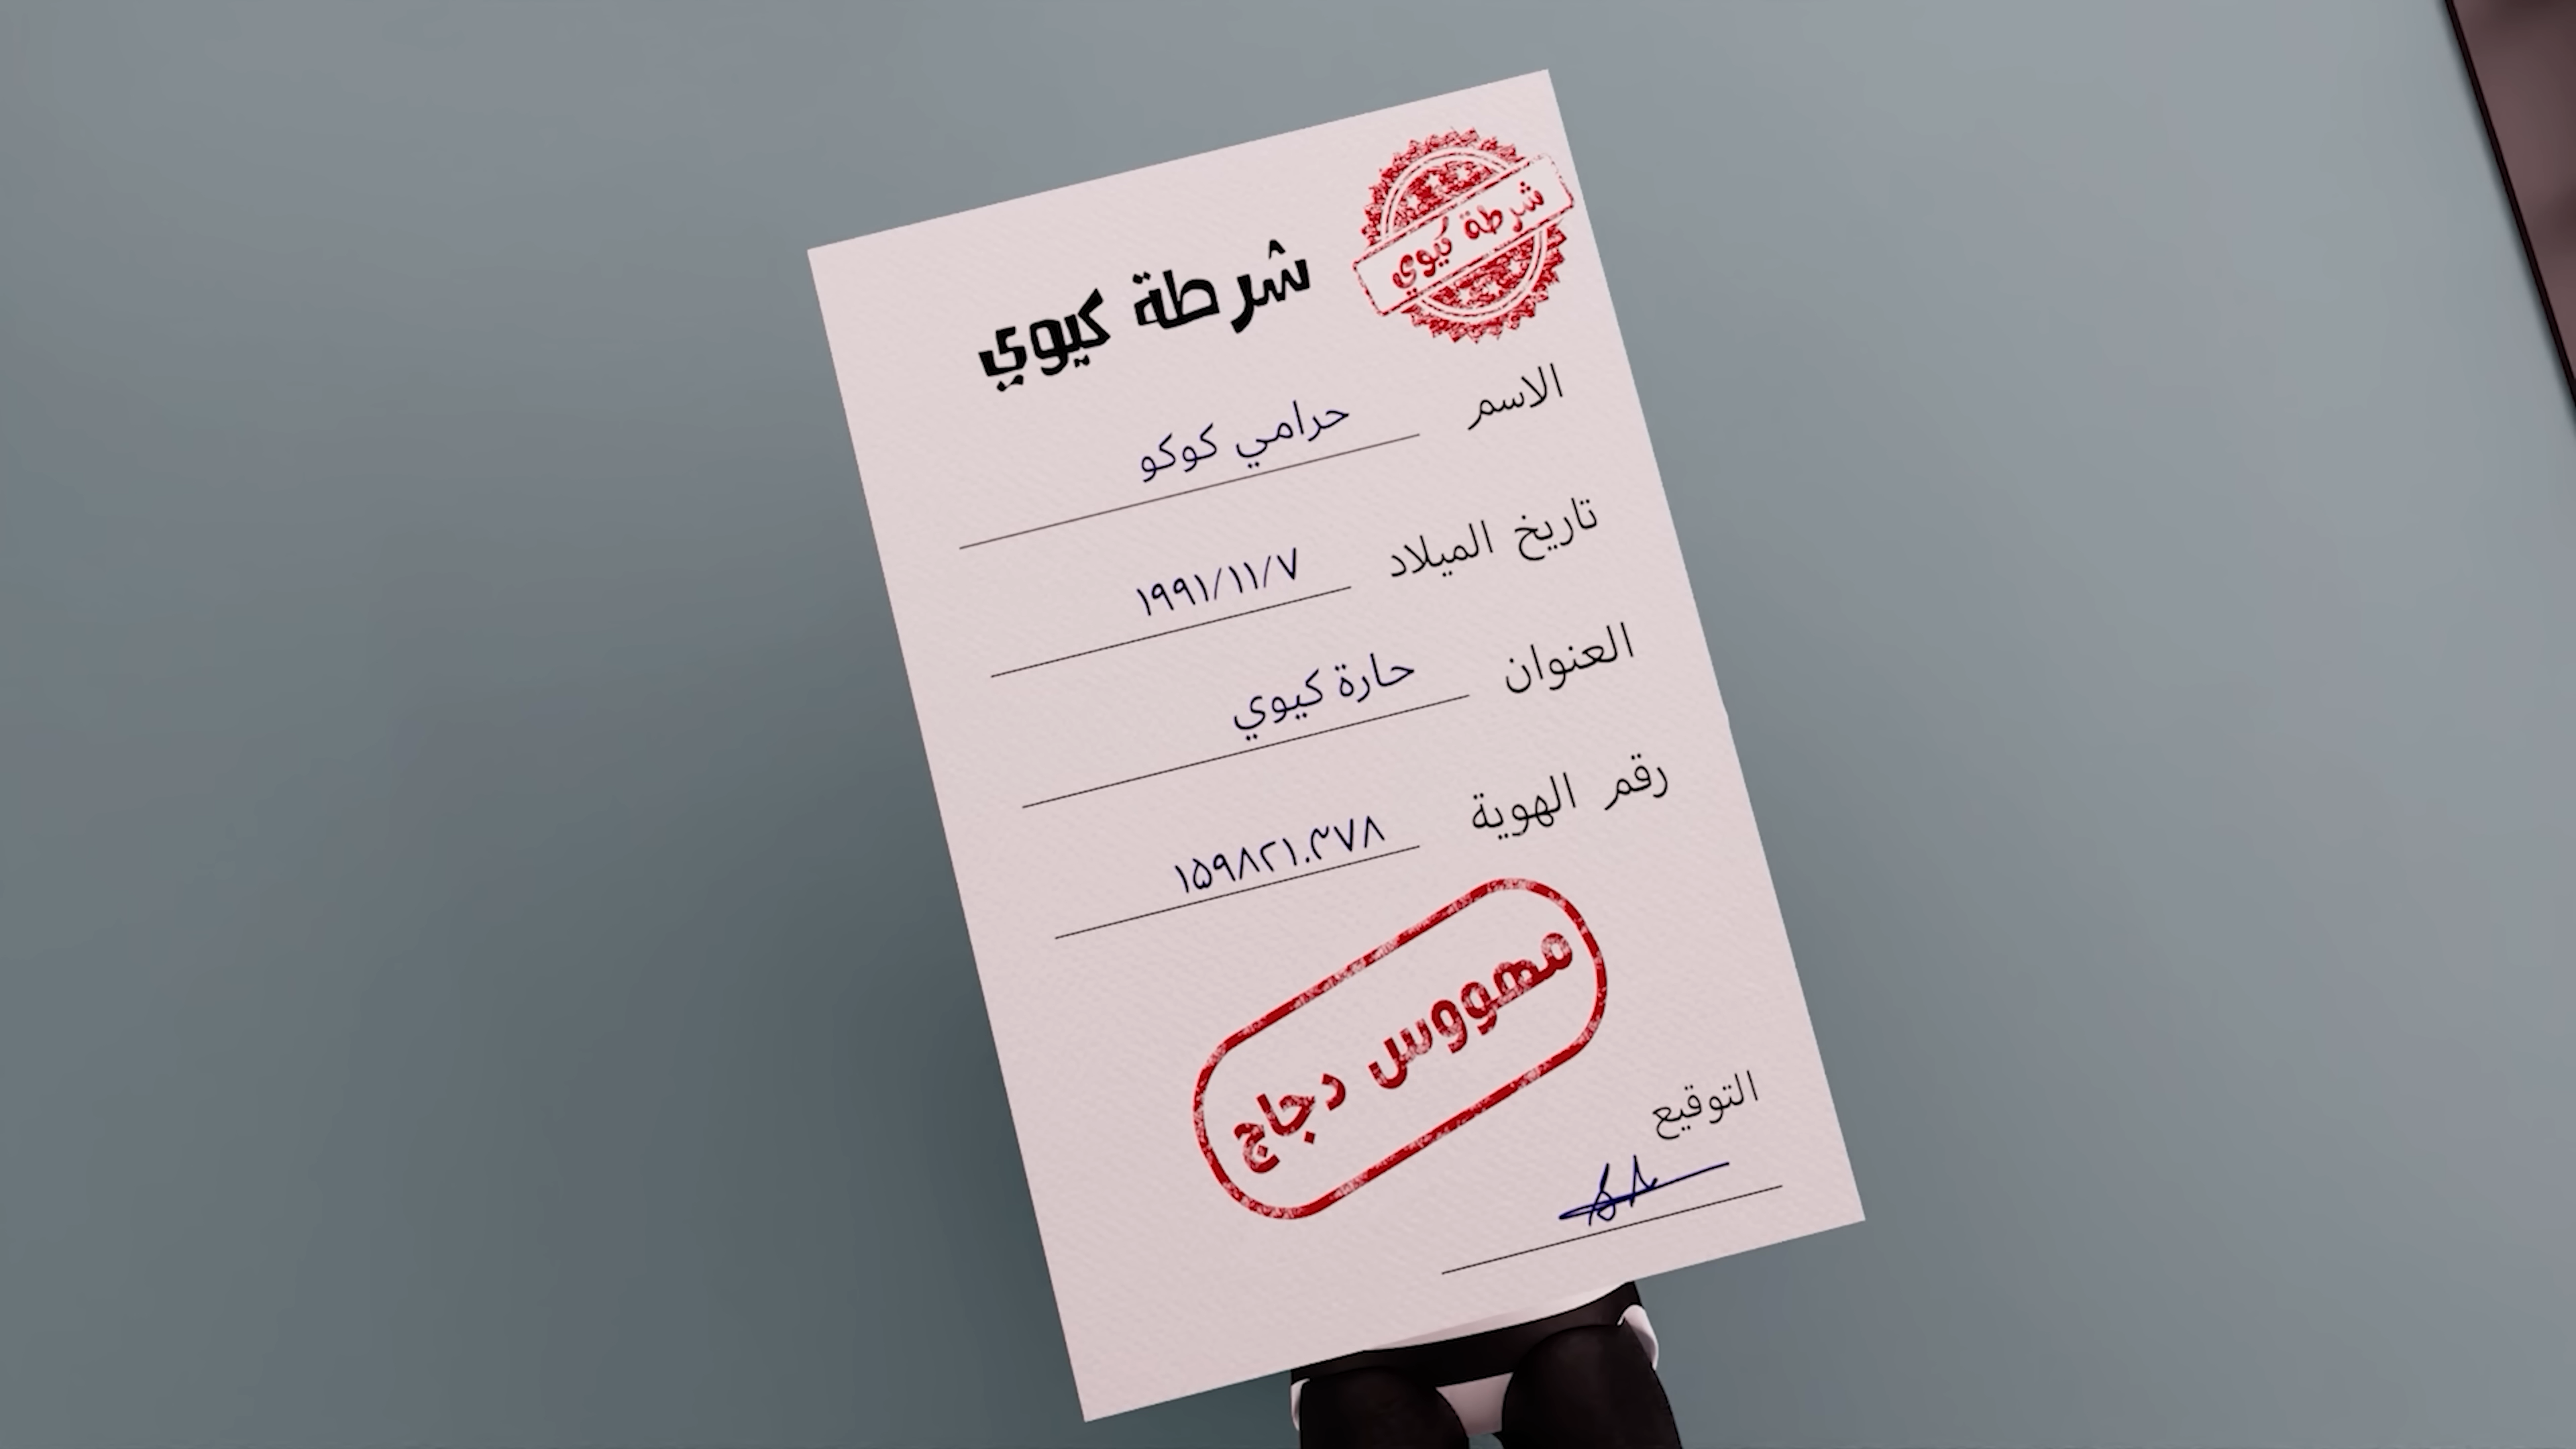 شرطة كيوي
شرطة كيوي
الاسم حرامي كوكو
تاريخ الميلاد ١٩٩١/١١/٧
العنوان حارة كيوي
رقم الهوية ١٥٩٨٢١.٣٧٨
مهووس دجاج
التوقيع